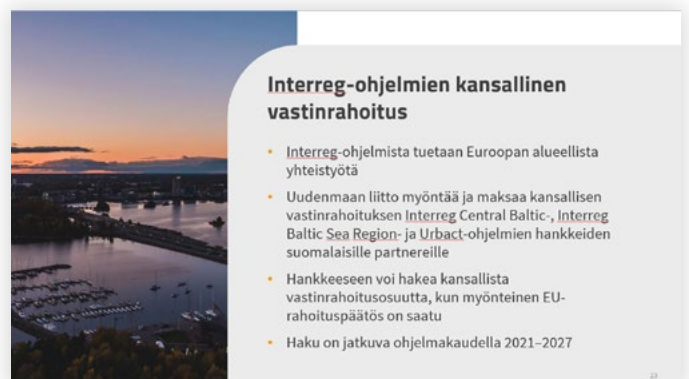 Interreg-ohjelmien kansallinen
vastinrahoitus
• Interreg-ohjelmista tuetaan Euroopan alueellista
yhteistyötä
• Uudenmaan liitto myöntää ja maksaa kansallisen
vastinrahoituksen Interreg Central Baltic-, Interreg
Baltic Sea Region- ja Urbact-ohjelmien hankkeiden
suomalaisille partnereille
• Hankkeeseen voi hakea kansallista
vastinrahoitusosuutta, kun myönteinen EU-
rahoituspäätös on saatu
• Haku on jatkuva ohjelmakaudella 2021–2027